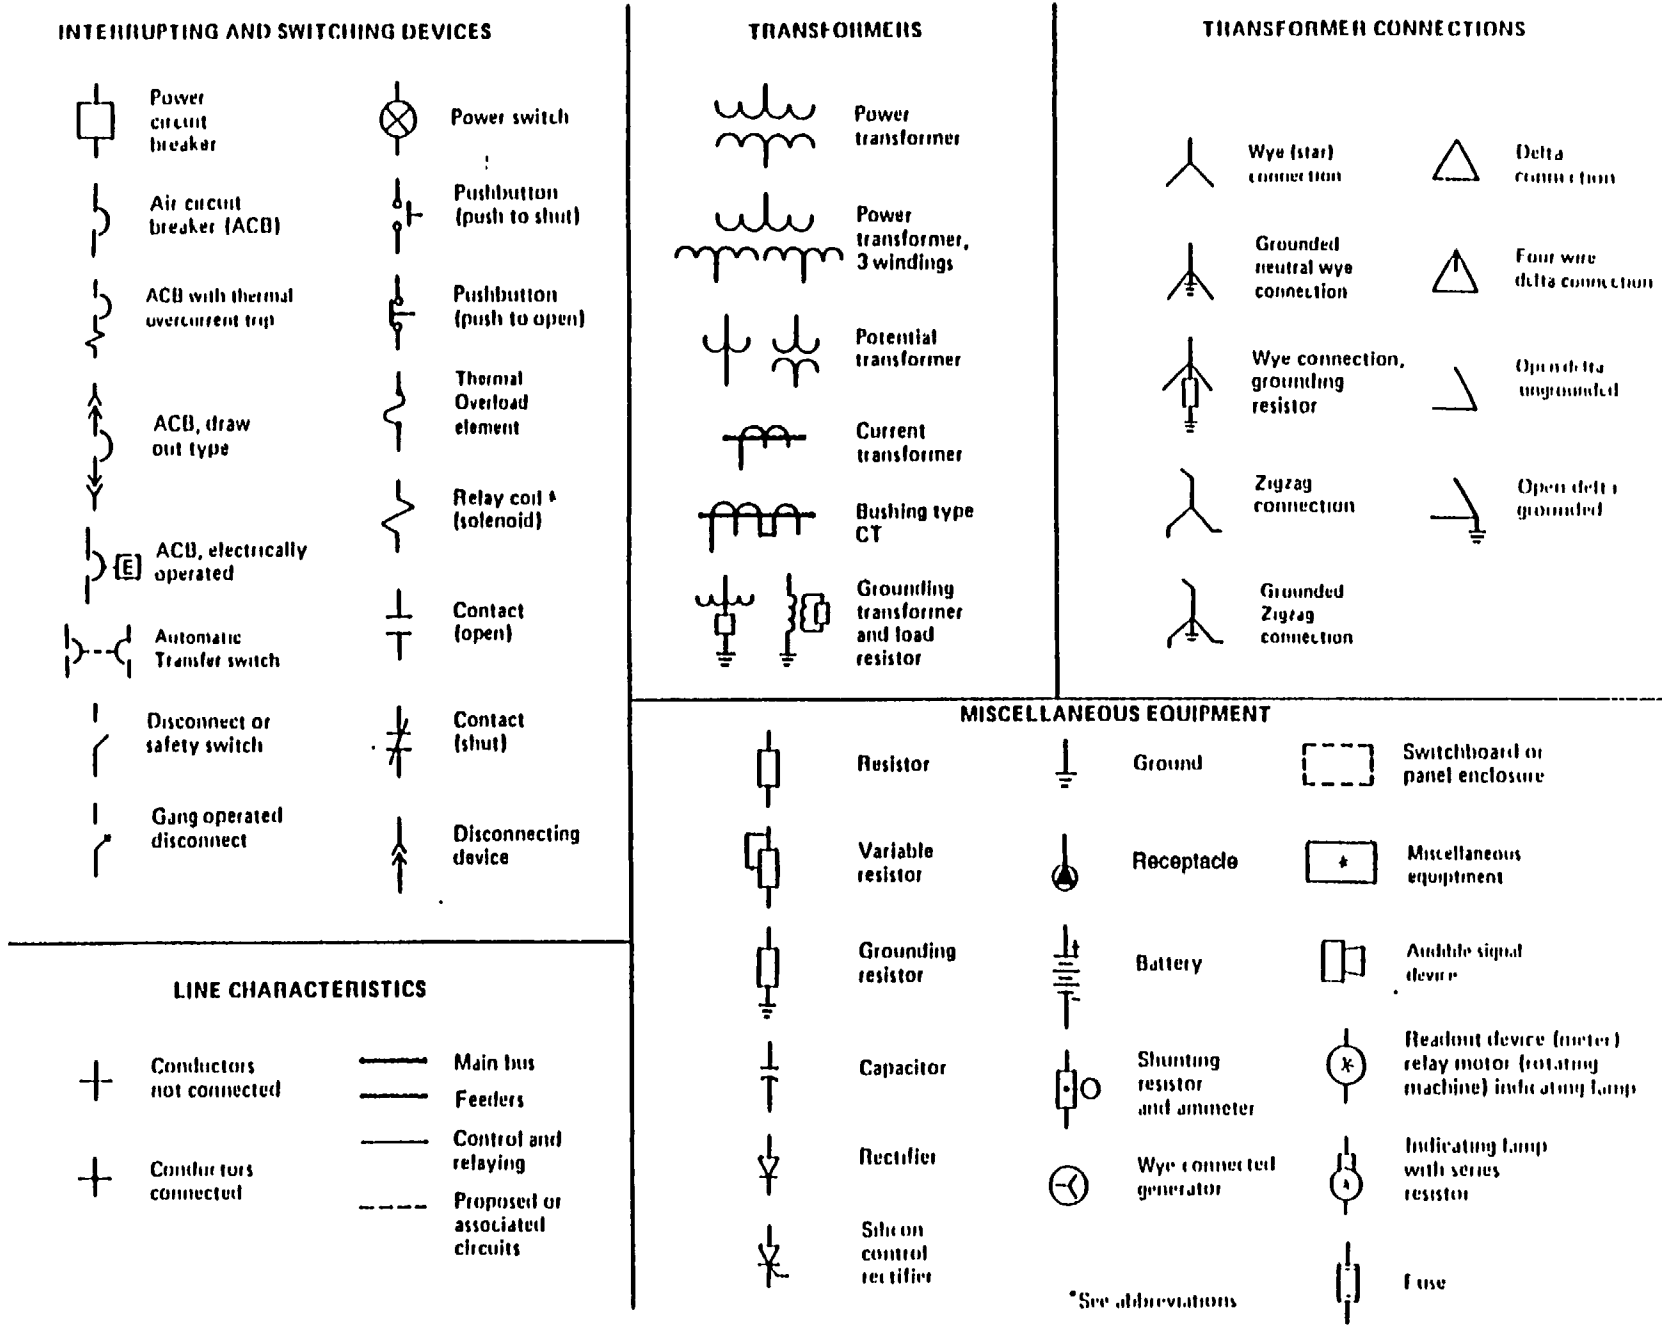 INTERRUPTING AND SWITCHING DEVICES
Power
circuit
breaker
Air circuit
breaker (ACB)
ACB with thermal
overcurrent trip
ACB, draw
out type
E
ACB, electrically
operated
Automatic
Transfer switch
Disconnect or
safety switch
Gang operated
disconnect
Power switch
Pushbutton
(push to shut)
Pushbutton
(push to open)
Thermal
Overload
element
Relay coil *
(solenoid)
Contact
(open)
Contact
(shut)
Disconnecting
device
LINE CHARACTERISTICS
Conductors
not connected
Conductors
connected
Main bus
Feeders
Control and
relaying
Proposed or
associated
circuits
TRANSFORMERS
Power
transformer
Power
transformer,
3 windings
Potential
transformer
Current
transformer
Bushing type
CT
Grounding
transformer
and load
resistor
TRANSFORMER CONNECTIONS
Wye (star)
connection
Grounded
neutral wye
connection
Wye connection,
grounding
resistor
Zigzag
connection
Grounded
Zigzag
connection
Delta
connection
Four wire
delta connection
Open delta
ungrounded
Open delta
grounded
MISCELLANEOUS EQUIPMENT
Resistor
Variable
resistor
Grounding
resistor
Capacitor
Rectifier
Silicon
control
rectifier
Ground
Receptacle
Battery
Shunting
resistor
and ammeter
Wye connected
generator
*See abbreviations
Switchboard or
panel enclosure
*
Miscellaneous
equiptment
Audible signal
device
*
Readout device (meter)
relay motor (rotating
machine) indicating lamp
*
Indicating lamp
with series
resistor
Fuse